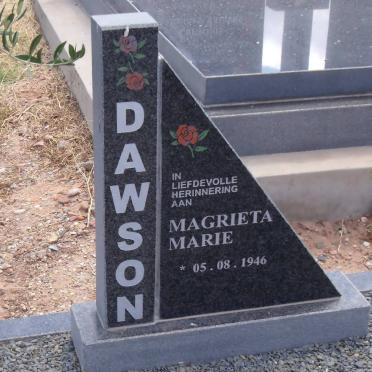 DAWSON
IN
LIEFDEVOLLE
HERINNERING
AAN
MAGRIETA
MARIE
* 05.08.1946